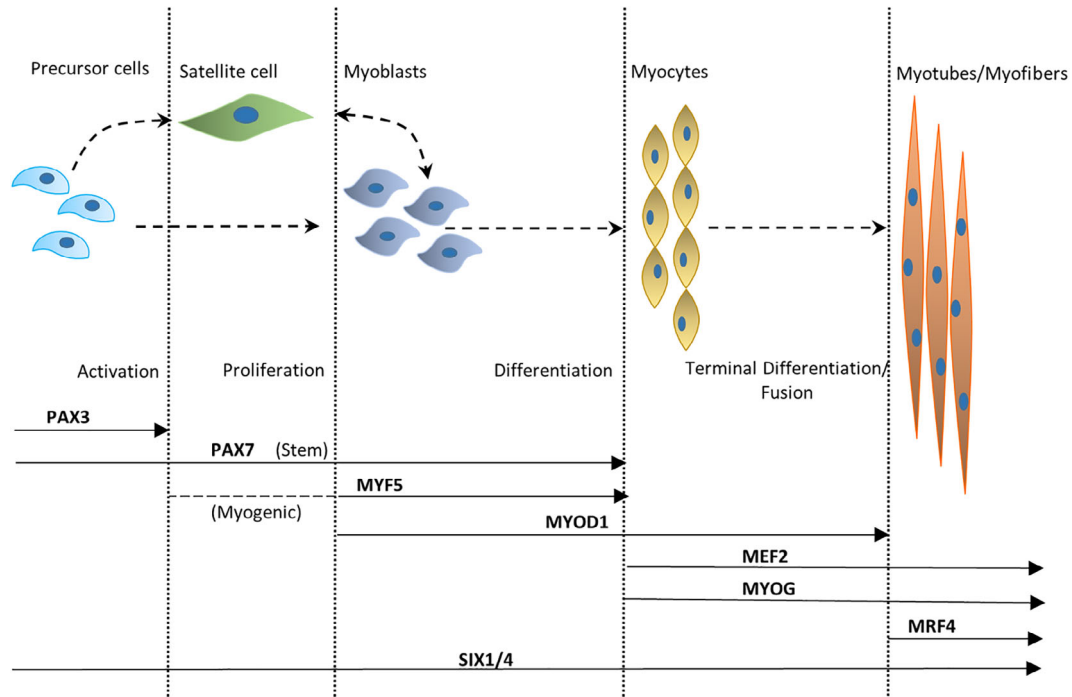 Precursor cells
Satellite cell
Myoblasts
Myocytes
Myotubes/Myofibers
Activation
Proliferation
Differentiation
Terminal Differentiation/
Fusion
PAX3
PAX7 (Stem)
MYF5
(Myogenic)
MYOD1
MEF2
MYOG
MRF4
SIX1/4